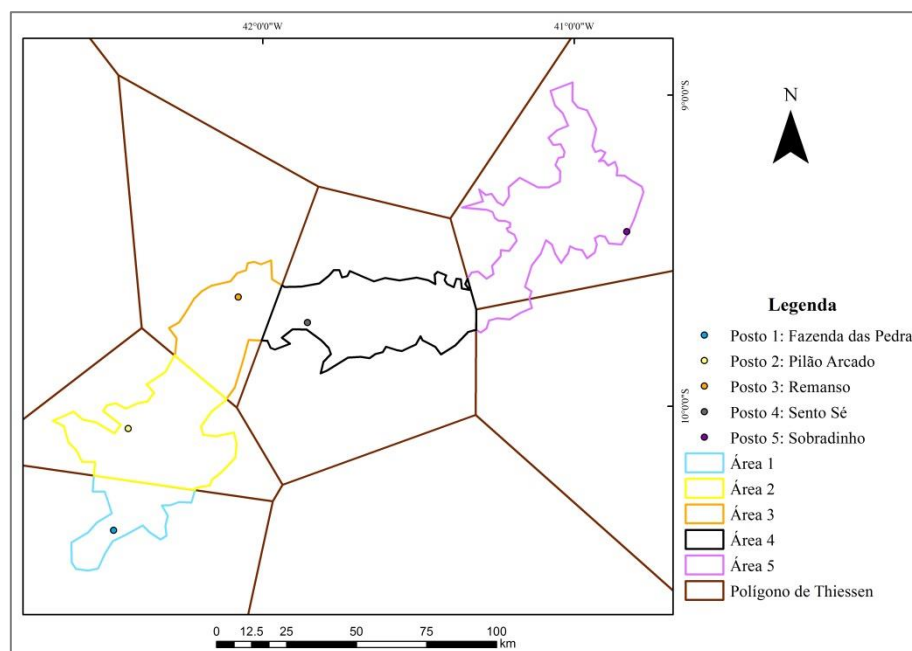 42°0'0"W 41°0'0"W
9°0'0"S
N
10°0'0"S
Legenda
Posto 1: Fazenda das Pedra
Posto 2: Pilão Arcado
Posto 3: Remanso
Posto 4: Sento Sé
Posto 5: Sobradinho
Área 1
Área 2
Área 3
Área 4
Área 5
Polígono de Thiessen
0 12.5 25 50 75 100
km